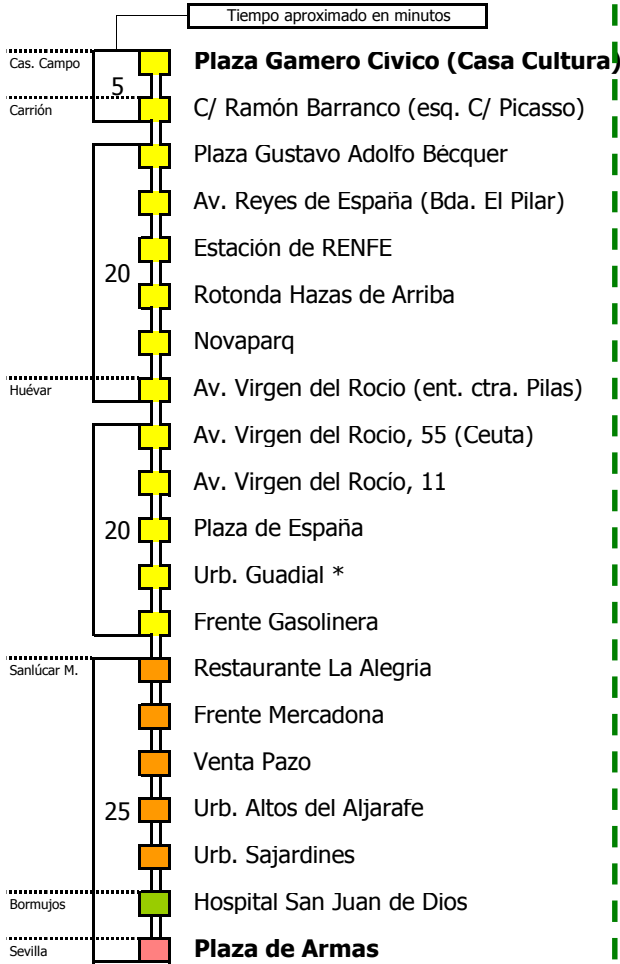 Tiempo aproximado en minutos
Cas. Campo
5
Plaza Gamero Cívico (Casa Cultura)
Carrión
C/ Ramón Barranco (esq. C/ Picasso)
Plaza Gustavo Adolfo Bécquer
Av. Reyes de España (Bda. El Pilar)
Estación de RENFE
20
Rotonda Hazas de Arriba
Novaparq
Huévar
Av. Virgen del Rocio (ent. ctra. Pilas)
Av. Virgen del Rocio, 55 (Ceuta)
Av. Virgen del Rocío, 11
20
Plaza de España
Urb. Guadial *
Frente Gasolinera
Sanlúcar M.
Restaurante La Alegria
Frente Mercadona
Venta Pazo
25
Urb. Altos del Aljarafe
Urb. Sajardines
Bormujos
Hospital San Juan de Dios
Sevilla
Plaza de Armas